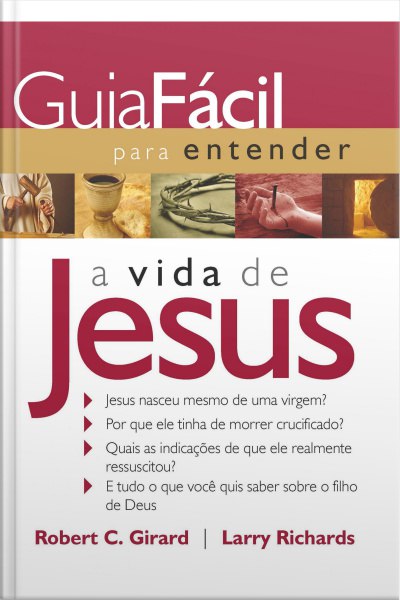 GuiaFácil
para entender
a vida de
Jesus
Jesus nasceu mesmo de uma virgem?
Por que ele tinha de morrer crucificado?
Quais as indicações de que ele realmente
ressuscitou?
E tudo o que você quis saber sobre o filho
de Deus
Robert C. Girard | Larry Richards